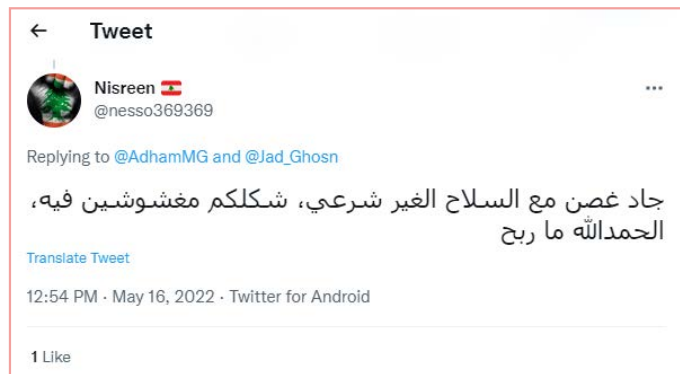 ← Tweet
Nisreen 🇱🇧
@nesso369369
Replying to @AdhamMG and @Jad_Ghosn
جاد غصن مع السلاح الغير شرعي، شكلكم مغشوشين فيه،
الحمدالله ما ربح
Translate Tweet
12:54 PM · May 16, 2022 · Twitter for Android
1 Like